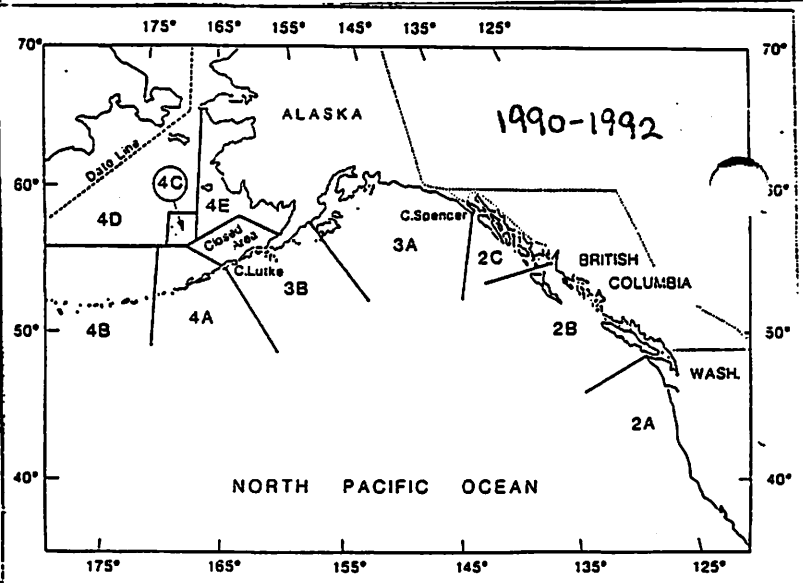 175° 165° 155° 145° 135° 125°
70° 70°
ALASKA
1990-1992
Date Line
4C
60° 60°
4D 4E
Closed Area
C.Spencer
3A
2C
BRITISH
COLUMBIA
C.Lutke
3B
4B 4A
50° 50°
2B
WASH.
2A
40° 40°
NORTH PACIFIC OCEAN
175° 165° 155° 145° 135° 125°